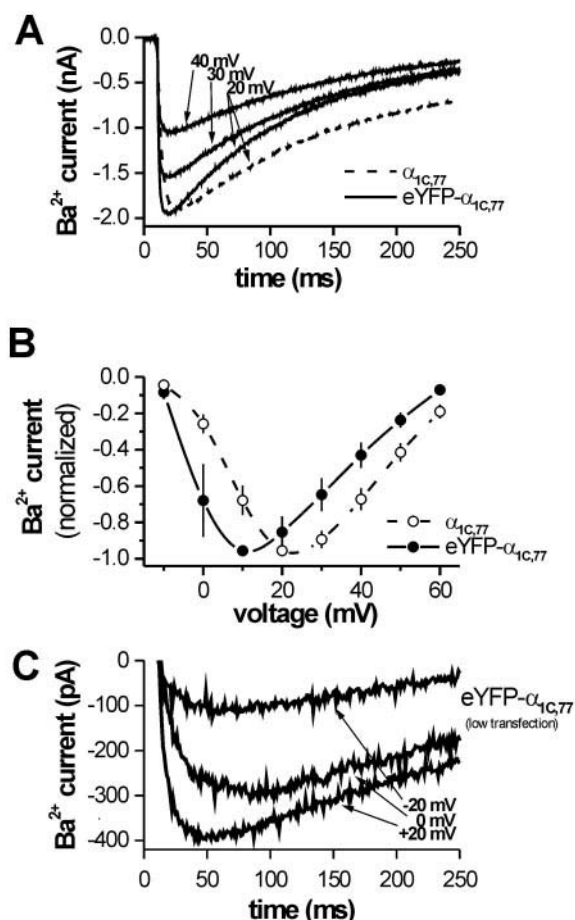 A
Ba2+ current (nA)
0.0
-0.5
-1.0
-1.5
-2.0
40 mV
30 mV
20 mV
α1C,77
eYFP-α1C,77
0 50 100 150 200 250
time (ms)
B
Ba2+ current
(normalized)
0.0
-0.2
-0.4
-0.6
-0.8
-1.0
α1C,77
eYFP-α1C,77
0 20 40 60
voltage (mV)
C
Ba2+ current (pA)
0
-100
-200
-300
-400
eYFP-α1C,77
(low transfection)
-20 mV
0 mV
+20 mV
0 50 100 150 200 250
time (ms)